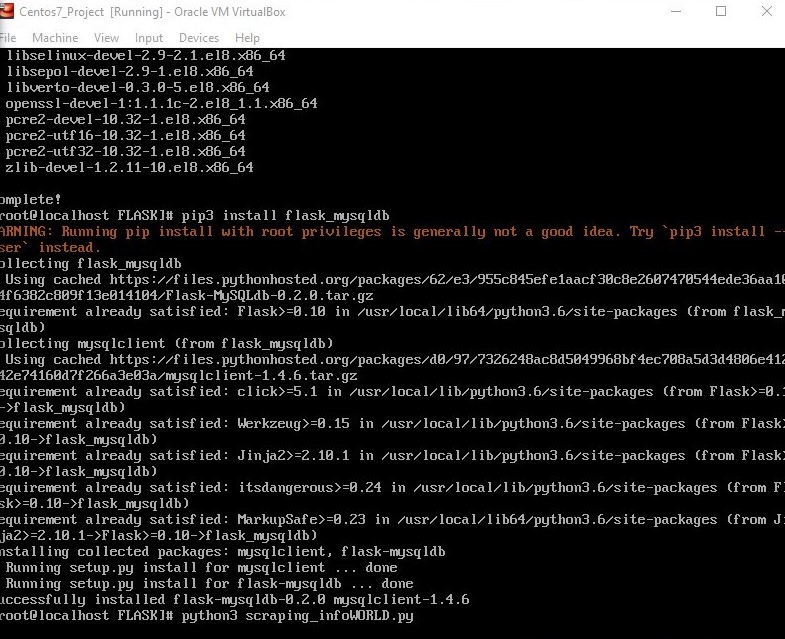 Centos7_Project [Running] - Oracle VM VirtualBox
File Machine View Input Devices Help
libselinux-devel-2.9-2.1.el8.x86_64
libsepol-devel-2.9-1.el8.x86_64
libverto-devel-0.3.0-5.el8.x86_64
openssl-devel-1:1.1.1c-2.el8_1.1.x86_64
pcre2-devel-10.32-1.el8.x86_64
pcre2-utf16-10.32-1.el8.x86_64
pcre2-utf32-10.32-1.el8.x86_64
zlib-devel-1.2.11-10.el8.x86_64
omplete!
root@localhost FLASK]# pip3 install flask_mysqldb
ARNING: Running pip install with root privileges is generally not a good idea. Try `pip3 install --
ser` instead.
ollecting flask_mysqldb
Using cached https://files.pythonhosted.org/packages/62/e3/955c845efe1aacf30c8e2607470544ede36aa10
4f6382c809f13e014104/Flask-MySQLdb-0.2.0.tar.gz
equirement already satisfied: Flask>=0.10 in /usr/local/lib64/python3.6/site-packages (from flask_m
sqldb)
ollecting mysqlclient (from flask_mysqldb)
Using cached https://files.pythonhosted.org/packages/d0/97/7326248ac8d5049968bf4ec708a5d3d4806e412
42e74160d7f266a3e03a/mysqlclient-1.4.6.tar.gz
equirement already satisfied: click>=5.1 in /usr/local/lib/python3.6/site-packages (from Flask>=0.1
->flask_mysqldb)
equirement already satisfied: Werkzeug>=0.15 in /usr/local/lib/python3.6/site-packages (from Flask>
0.10->flask_mysqldb)
equirement already satisfied: Jinja2>=2.10.1 in /usr/local/lib/python3.6/site-packages (from Flask>
0.10->flask_mysqldb)
equirement already satisfied: itsdangerous>=0.24 in /usr/local/lib/python3.6/site-packages (from Fl
sk>=0.10->flask_mysqldb)
equirement already satisfied: MarkupSafe>=0.23 in /usr/local/lib64/python3.6/site-packages (from Ji
ja2>=2.10.1->Flask>=0.10->flask_mysqldb)
nstalling collected packages: mysqlclient, flask-mysqldb
Running setup.py install for mysqlclient ... done
Running setup.py install for flask-mysqldb ... done
uccessfully installed flask-mysqldb-0.2.0 mysqlclient-1.4.6
root@localhost FLASK]# python3 scraping_infoWORLD.py